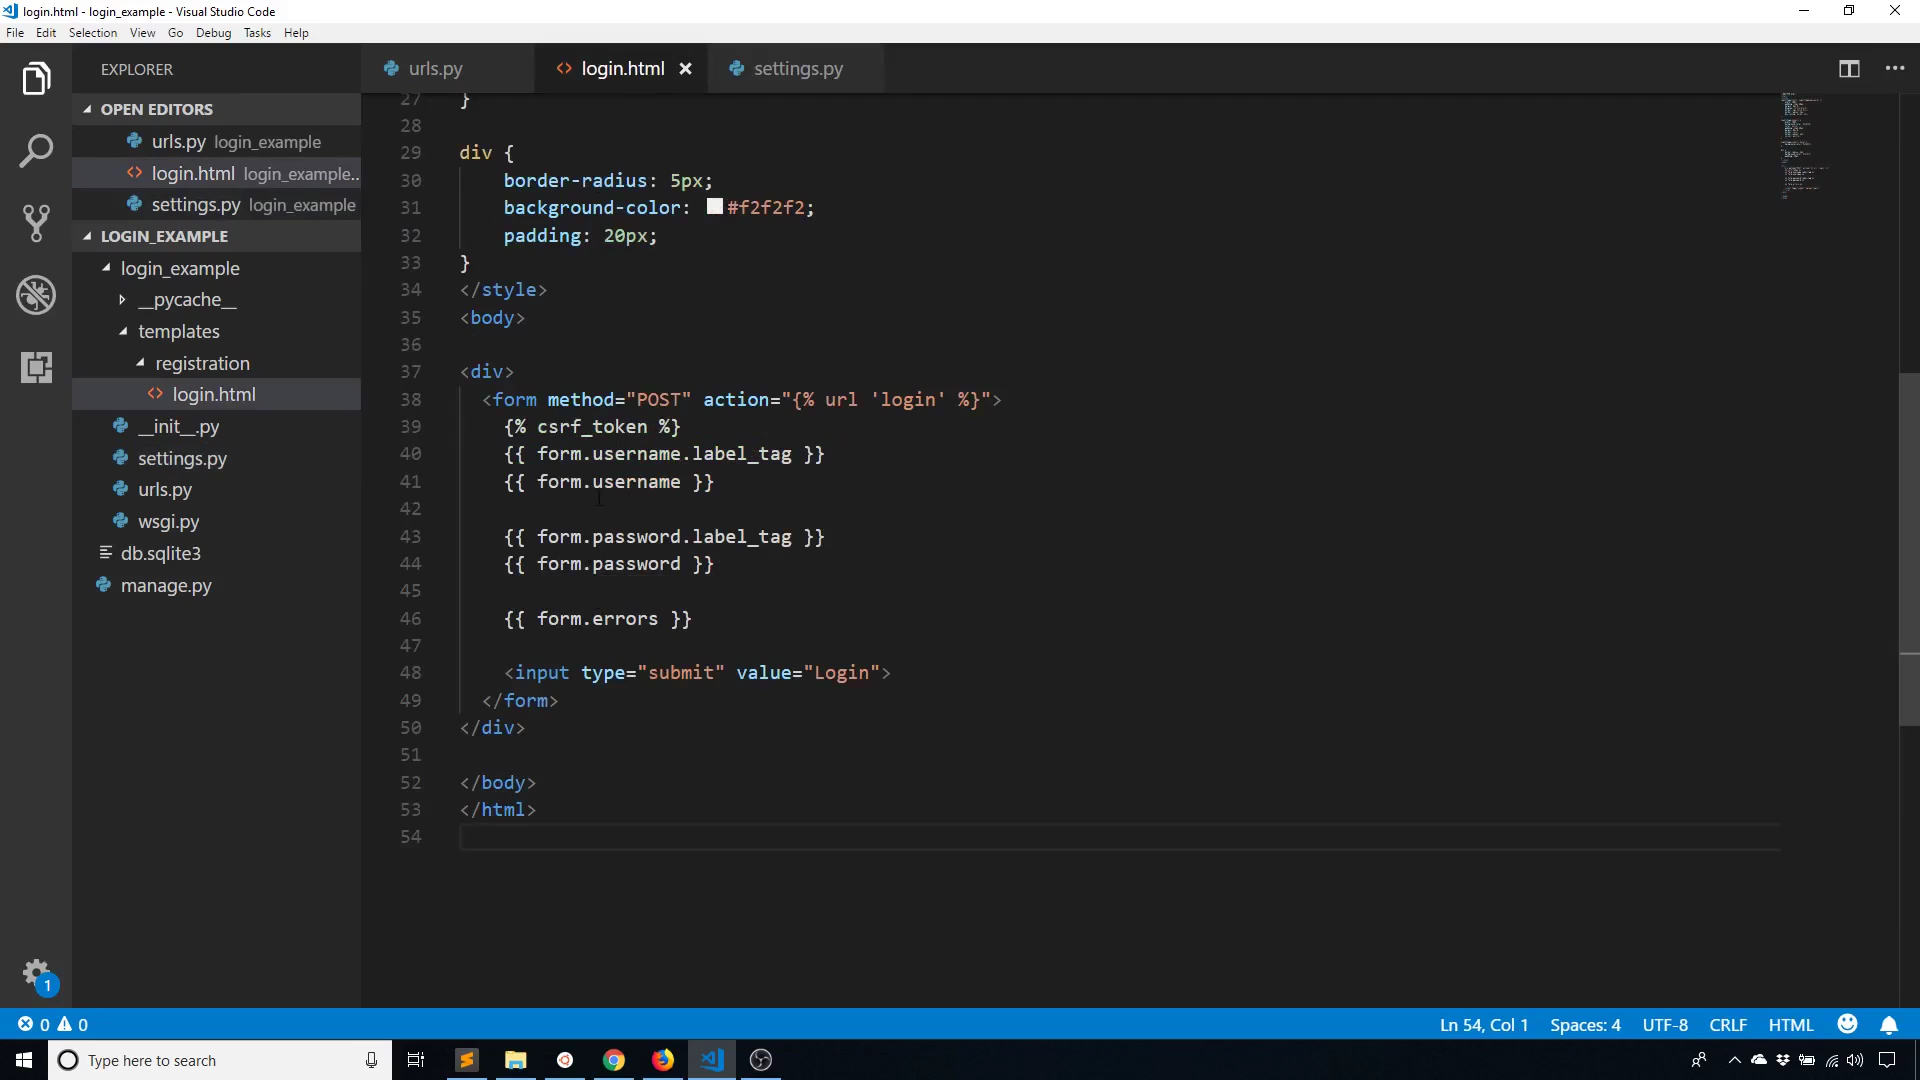 login.html - login_example - Visual Studio Code
File Edit Selection View Go Debug Tasks Help
EXPLORER
OPEN EDITORS
urls.py login_example
login.html login_example...
settings.py login_example
LOGIN_EXAMPLE
login_example
__pycache__
templates
registration
login.html
__init__.py
settings.py
urls.py
wsgi.py
db.sqlite3
manage.py
1
urls.py login.html settings.py
27 }
28
29 div {
30 border-radius: 5px;
31 background-color: #f2f2f2;
32 padding: 20px;
33 }
34 </style>
35 <body>
36
37 <div>
38 <form method="POST" action="{% url 'login' %}">
39 {% csrf_token %}
40 {{ form.username.label_tag }}
41 {{ form.username }}
42
43 {{ form.password.label_tag }}
44 {{ form.password }}
45
46 {{ form.errors }}
47
48 <input type="submit" value="Login">
49 </form>
50 </div>
51
52 </body>
53 </html>
54
0 0 Ln 54, Col 1 Spaces: 4 UTF-8 CRLF HTML
Type here to search